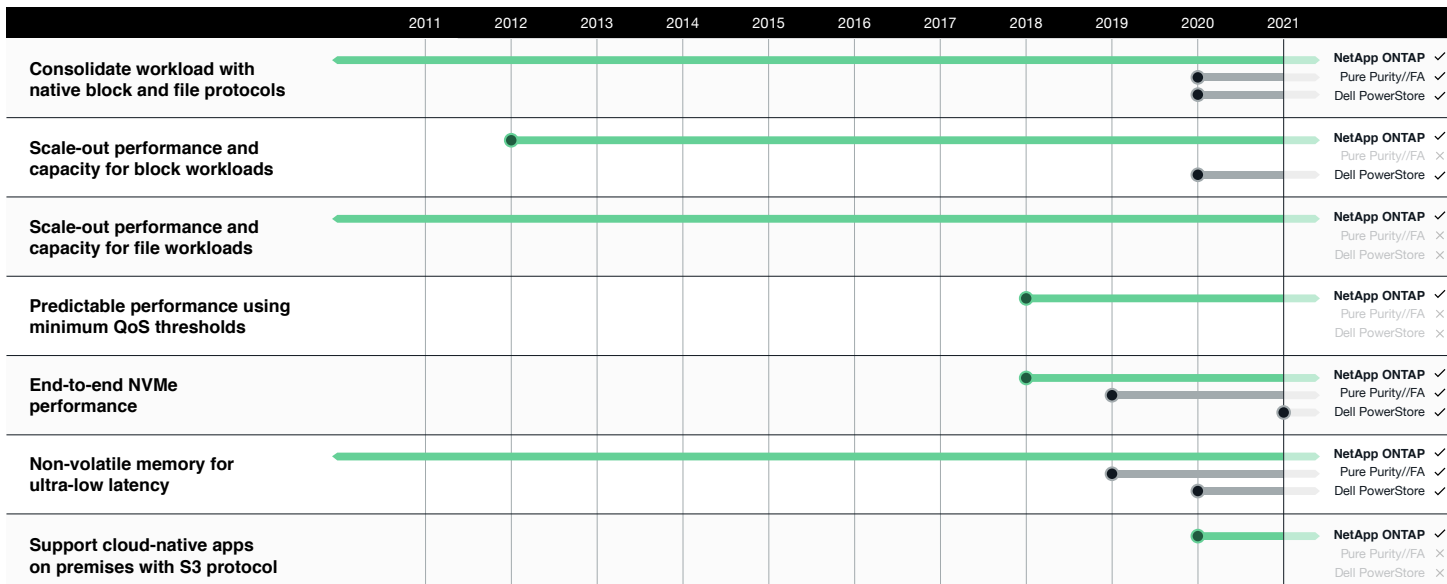 2011 2012 2013 2014 2015 2016 2017 2018 2019 2020 2021
Consolidate workload with
native block and file protocols
NetApp ONTAP ✓
Pure Purity//FA ✓
Dell PowerStore ✓
Scale-out performance and
capacity for block workloads
NetApp ONTAP ✓
Pure Purity//FA ×
Dell PowerStore ✓
Scale-out performance and
capacity for file workloads
NetApp ONTAP ✓
Pure Purity//FA ×
Dell PowerStore ×
Predictable performance using
minimum QoS thresholds
NetApp ONTAP ✓
Pure Purity//FA ×
Dell PowerStore ×
End-to-end NVMe
performance
NetApp ONTAP ✓
Pure Purity//FA ✓
Dell PowerStore ✓
Non-volatile memory for
ultra-low latency
NetApp ONTAP ✓
Pure Purity//FA ✓
Dell PowerStore ✓
Support cloud-native apps
on premises with S3 protocol
NetApp ONTAP ✓
Pure Purity//FA ×
Dell PowerStore ×